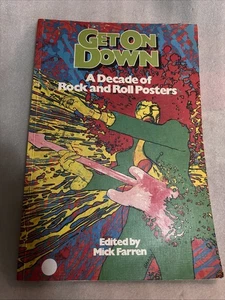 GET ON
DOWN
A Decade of
Rock and Roll Posters
Edited by
Mick Farren